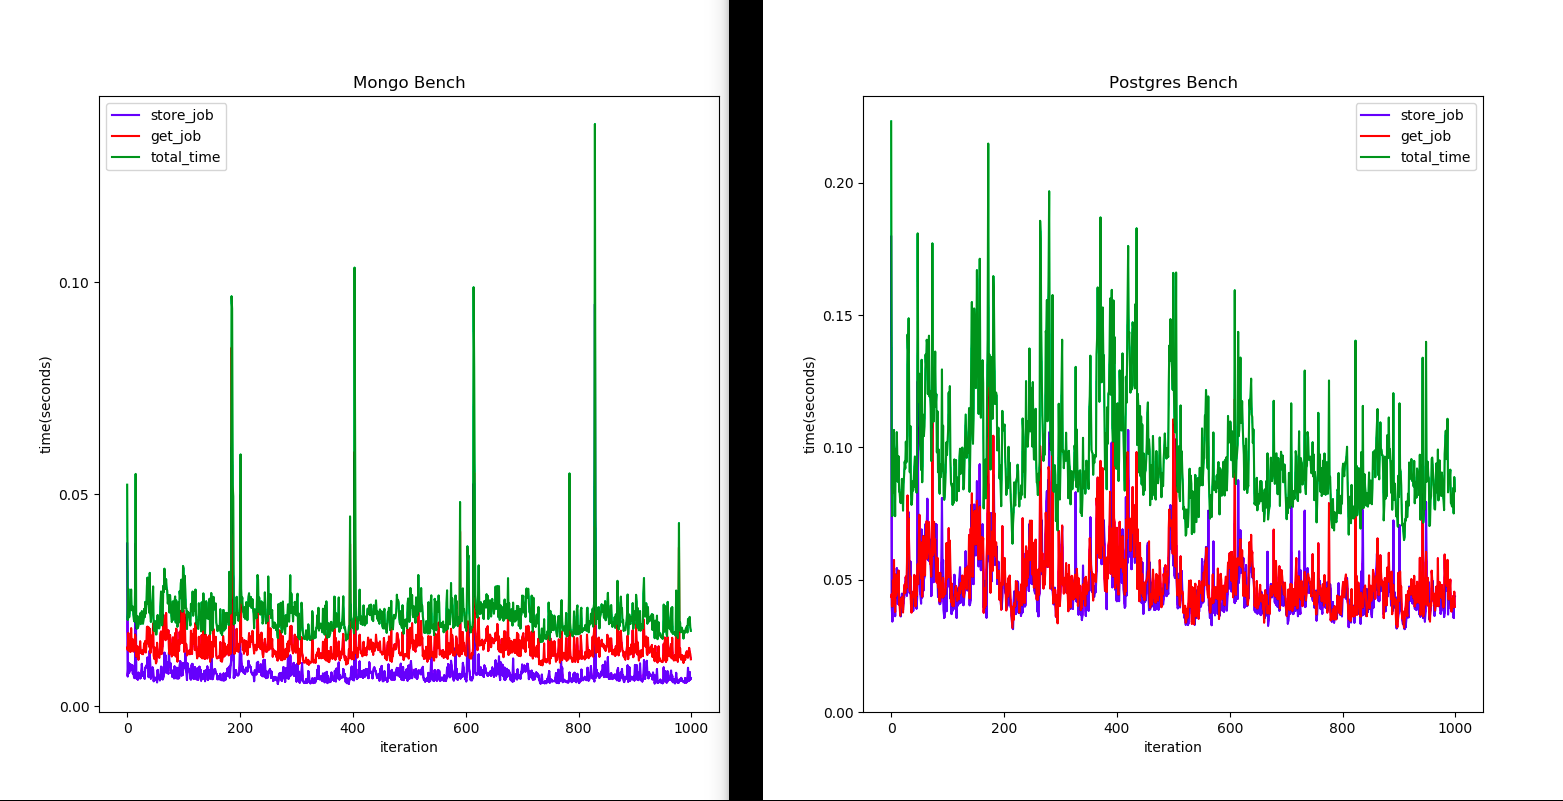 Mongo Bench
store_job
get_job
total_time
time(seconds)
0.10
0.05
0.00
0 200 400 600 800 1000
iteration
Postgres Bench
store_job
get_job
total_time
time(seconds)
0.20
0.15
0.10
0.05
0.00
0 200 400 600 800 1000
iteration